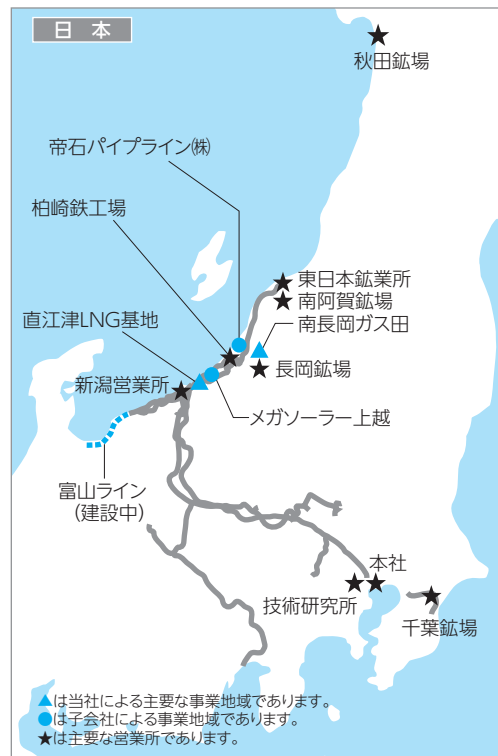 日 本
秋田鉱場
帝石パイプライン㈱
柏崎鉄工場
東日本鉱業所
南阿賀鉱場
直江津LNG基地
南長岡ガス田
長岡鉱場
新潟営業所
メガソーラー上越
富山ライン
（建設中）
本社
技術研究所
千葉鉱場
▲は当社による主要な事業地域であります。
●は子会社による事業地域であります。
★は主要な営業所であります。